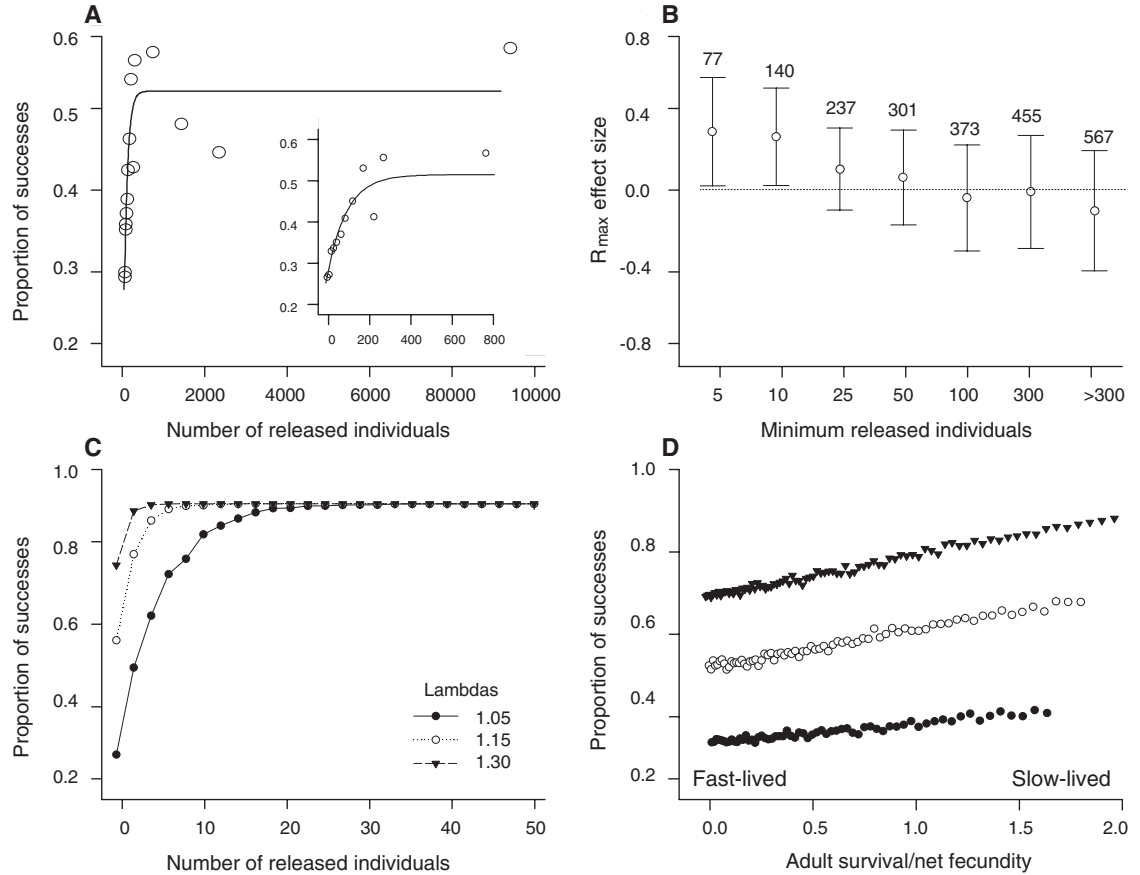 A
Proportion of successes
0.6
0.5
0.4
0.3
0.2
0.6
0.5
0.4
0.3
0.2
0 200 400 600 800
0 2000 4000 6000 8000 10000
Number of released individuals
B
Rmax effect size
0.8
0.4
0.0
-0.4
-0.8
77
140
237
301
373
455
567
5 10 25 50 100 300 >300
Minimum released individuals
C
Proportion of successes
1.0
0.8
0.6
0.4
0.2
Lambdas
1.05
1.15
1.30
0 10 20 30 40 50
Number of released individuals
D
Proportion of successes
1.0
0.8
0.6
0.4
0.2
Fast-lived Slow-lived
0.0 0.5 1.0 1.5 2.0
Adult survival/net fecundity